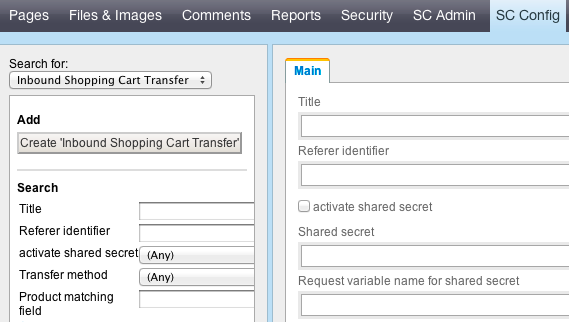 Pages Files & Images Comments Reports Security SC Admin SC Config
Search for:
Inbound Shopping Cart Transfer
Add
Create 'Inbound Shopping Cart Transfer'
Search
Title
Referer identifier
activate shared secret (Any)
Transfer method (Any)
Product matching
field
Main
Title
Referer identifier
activate shared secret
Shared secret
Request variable name for shared secret